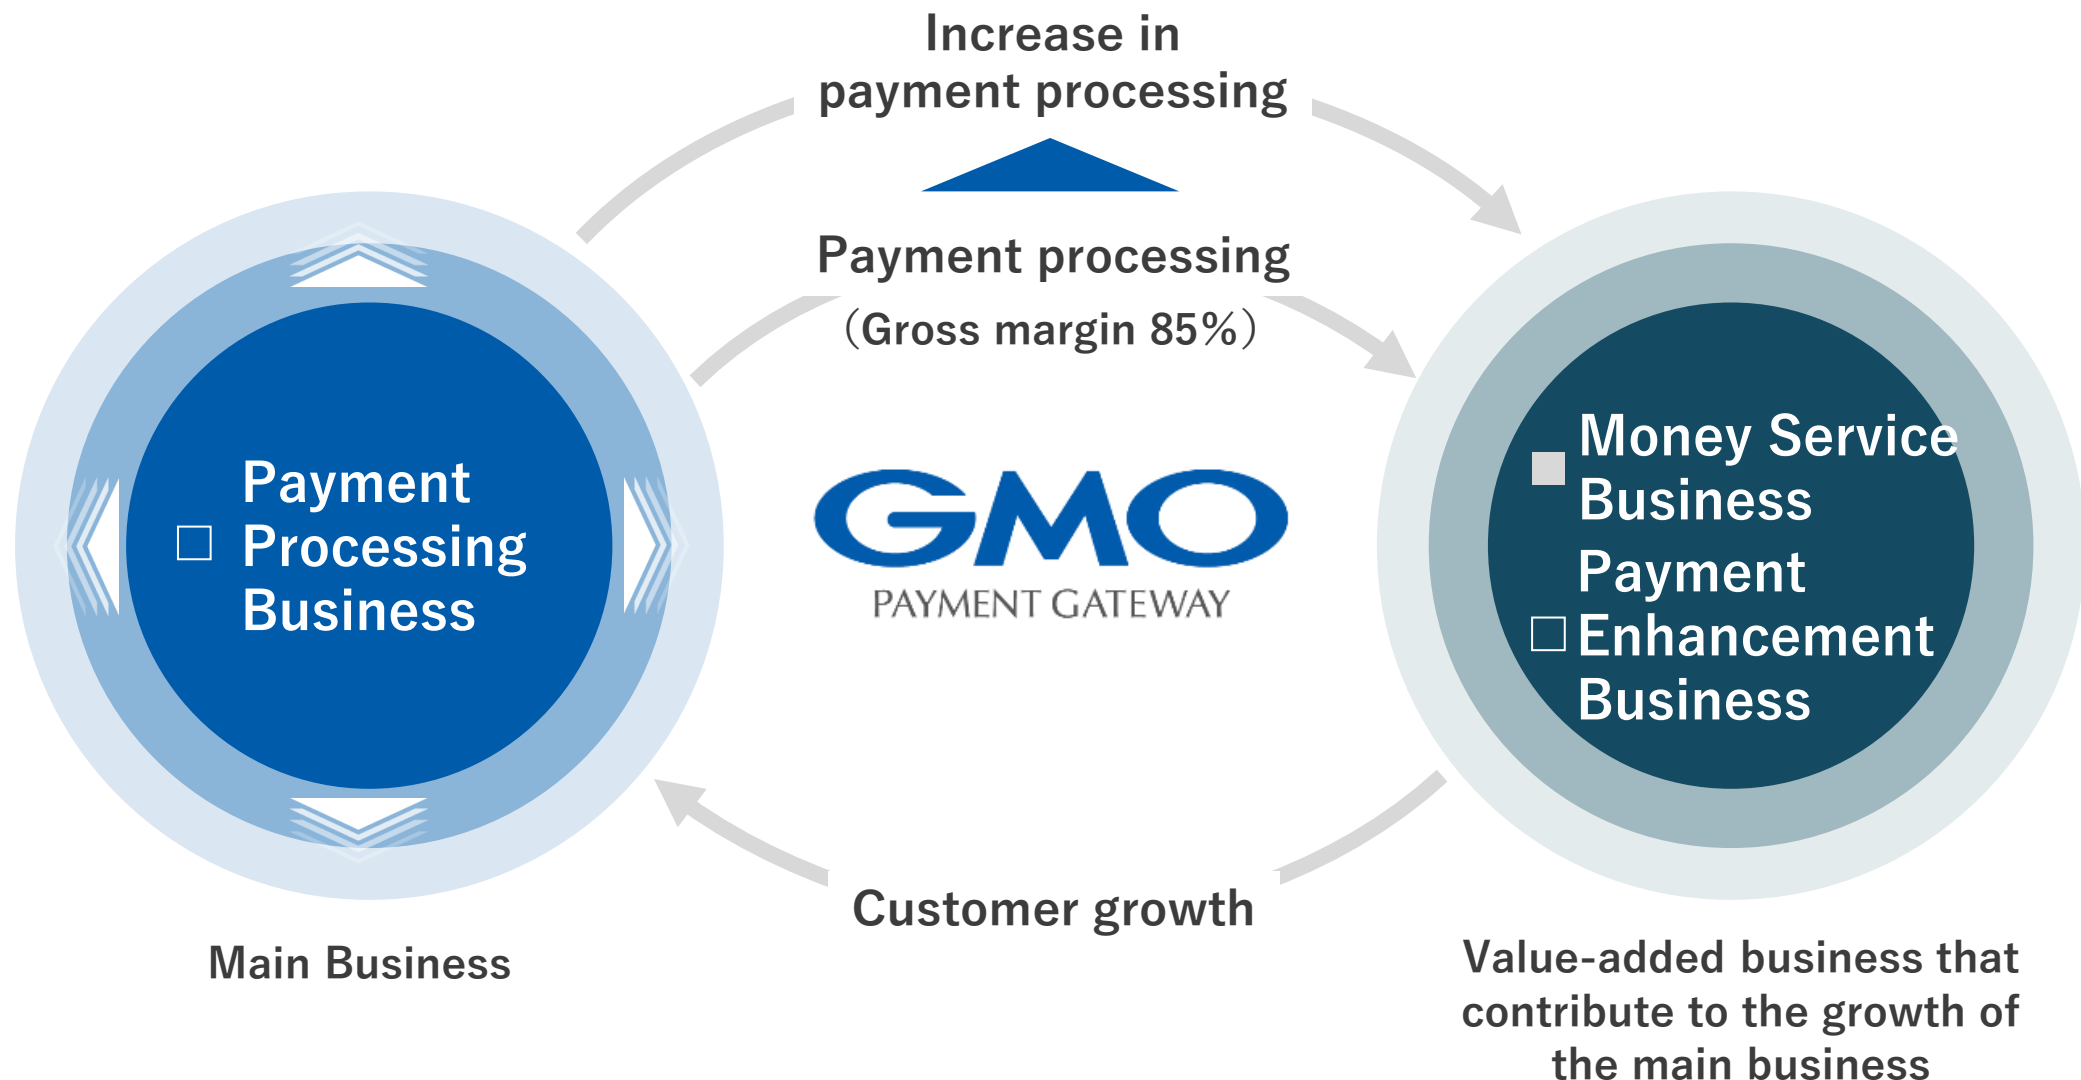 Increase in
payment processing
Payment processing
（Gross margin 85%）
Payment
Processing
Business
GMO
PAYMENT GATEWAY
Money Service
Business
Payment
Enhancement
Business
Customer growth
Main Business
Value-added business that
contribute to the growth of
the main business